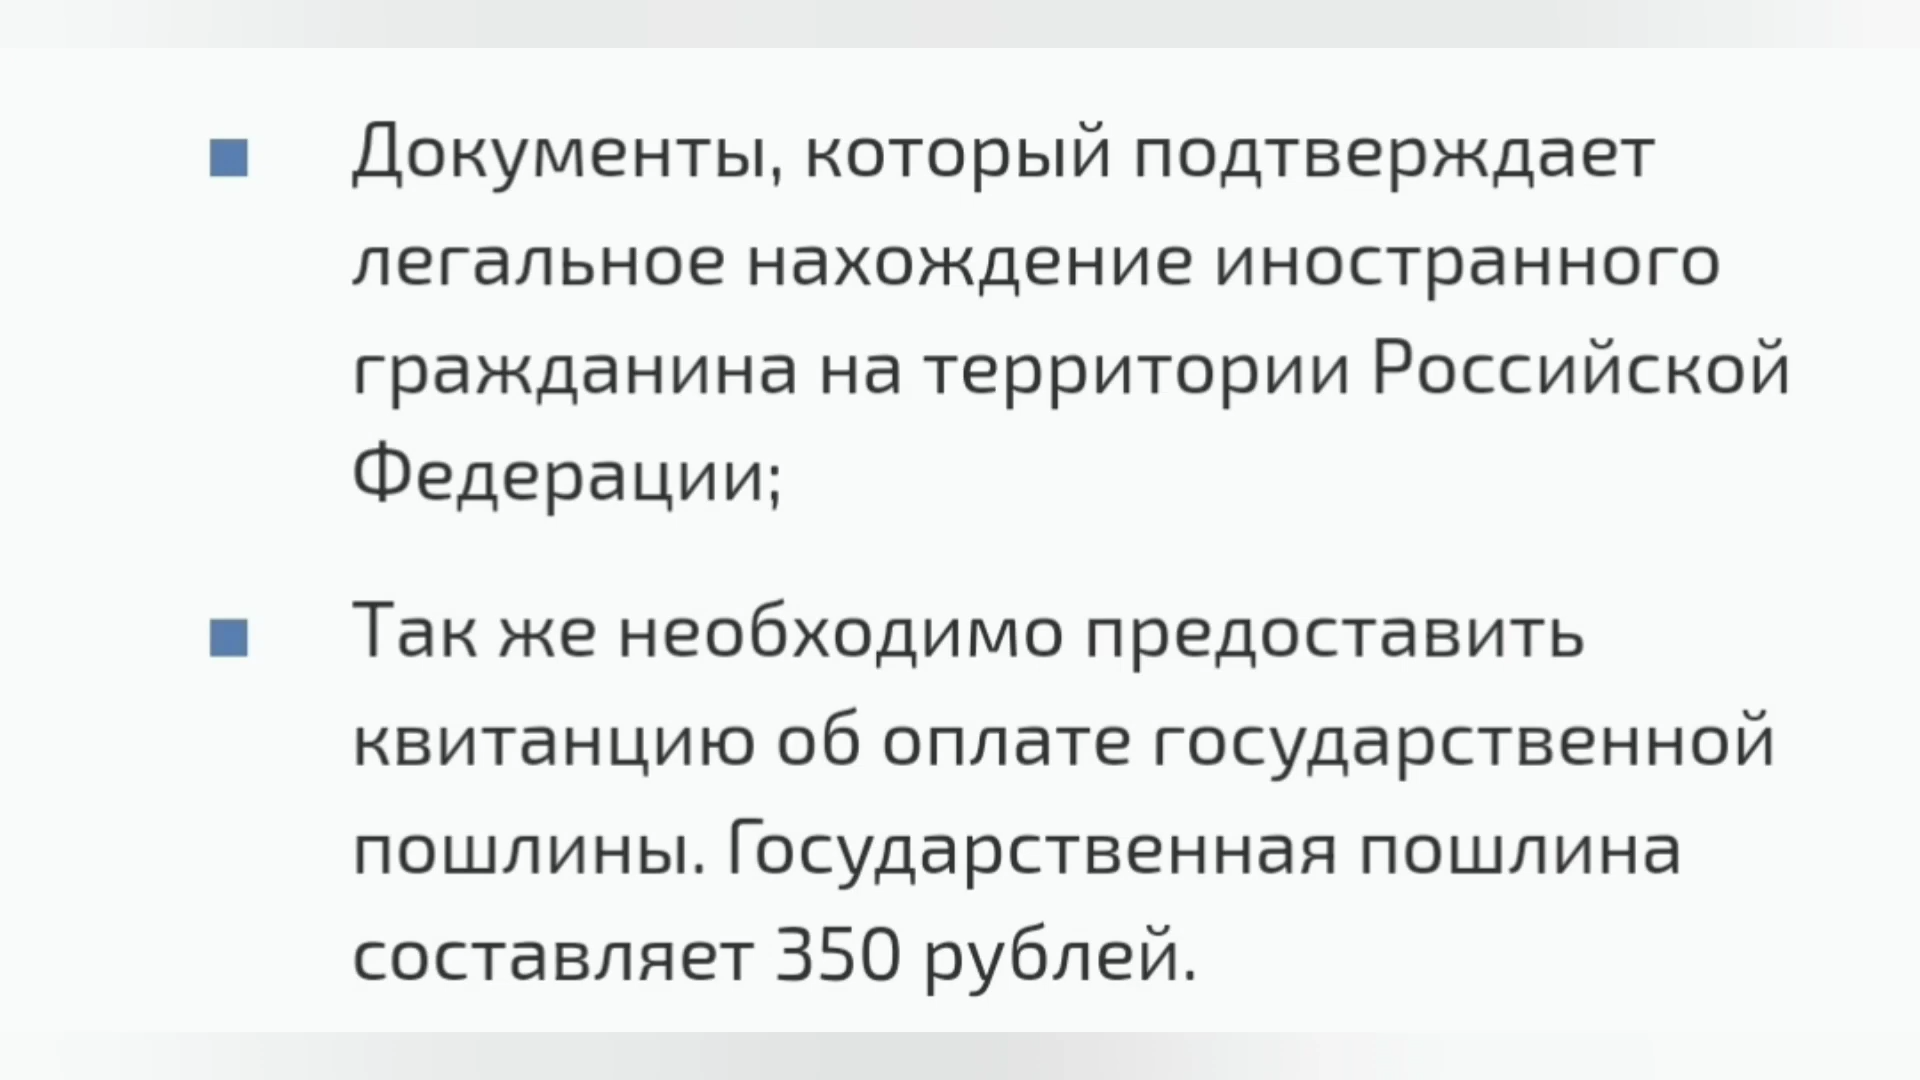 Документы, который подтверждает
легальное нахождение иностранного
гражданина на территории Российской
Федерации;
Так же необходимо предоставить
квитанцию об оплате государственной
пошлины. Государственная пошлина
составляет 350 рублей.